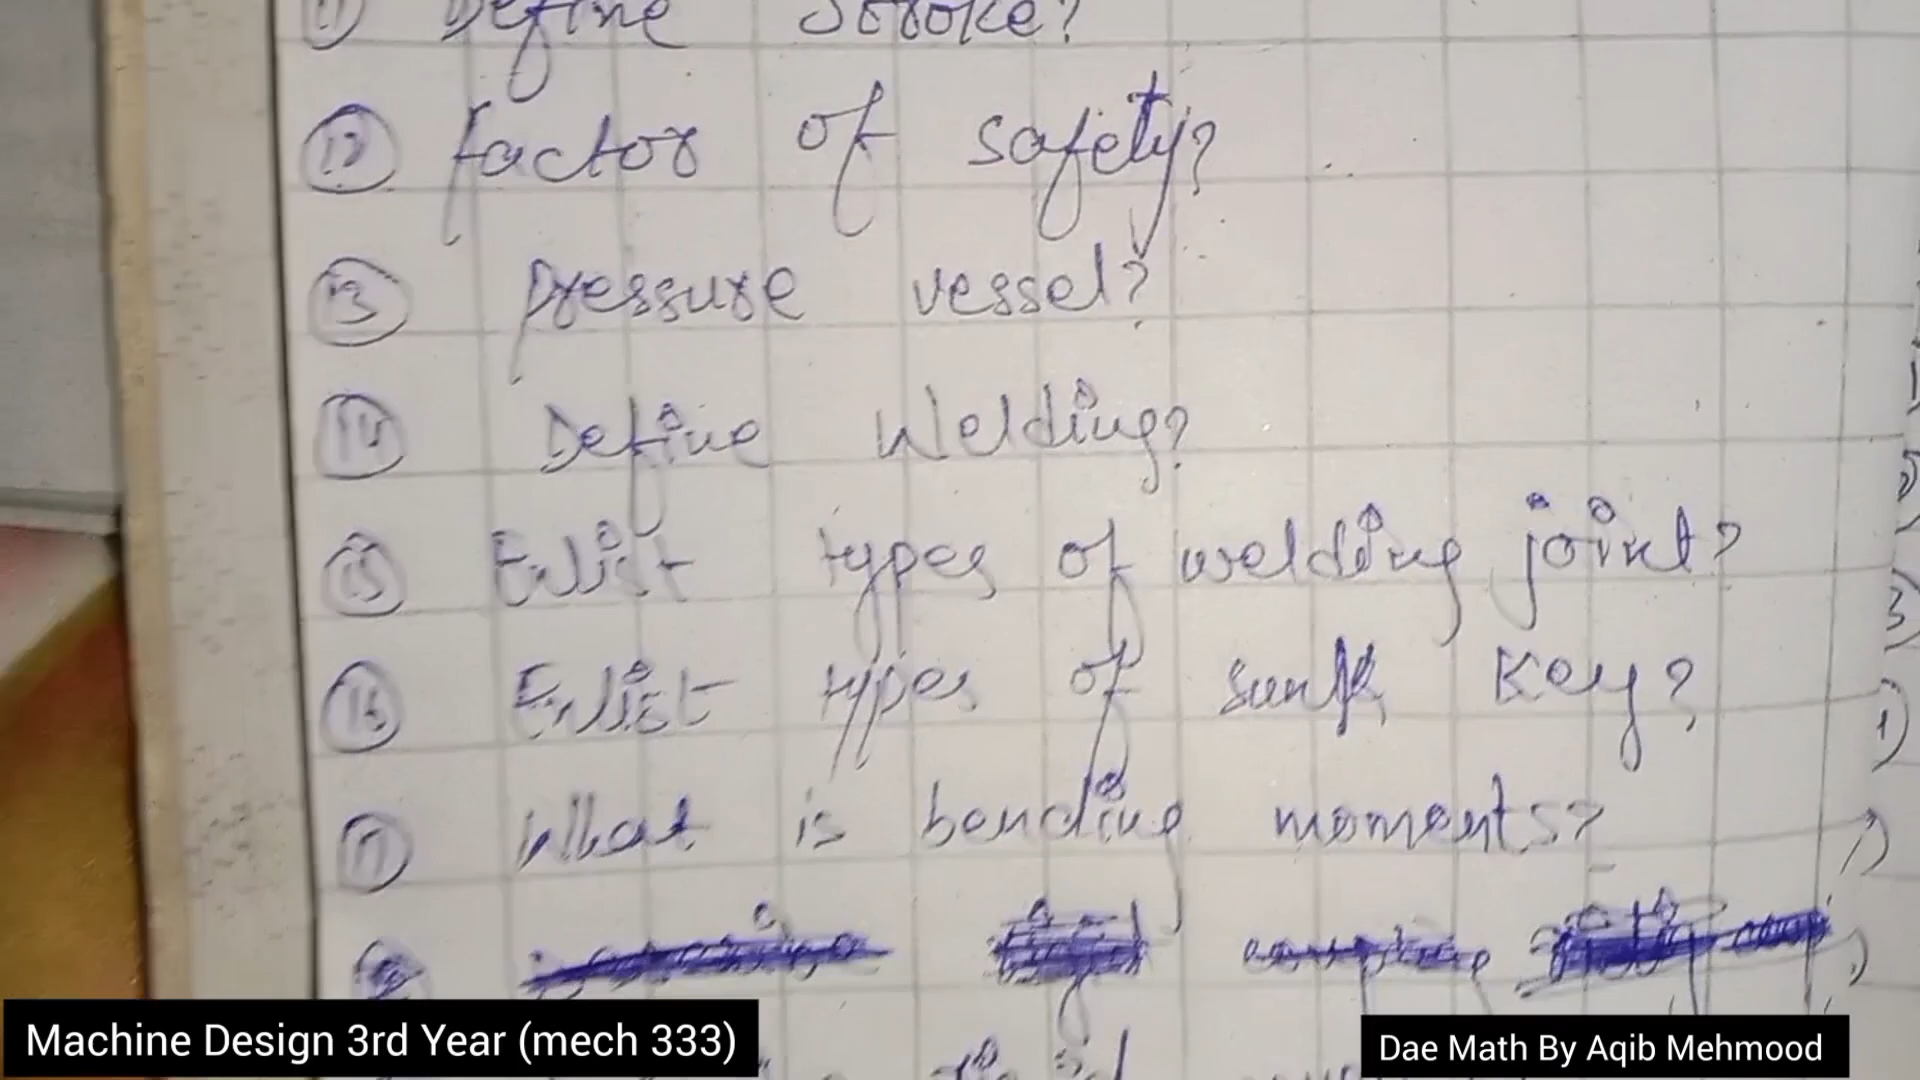 11 Define Stroke?
12 factor of safety?
13 pressure vessel?
14 Define Welding?
15 Enlist types of welding joint?
16 Enlist types of sunk Key?
17 What is bending moments?
Machine Design 3rd Year (mech 333)
Dae Math By Aqib Mehmood